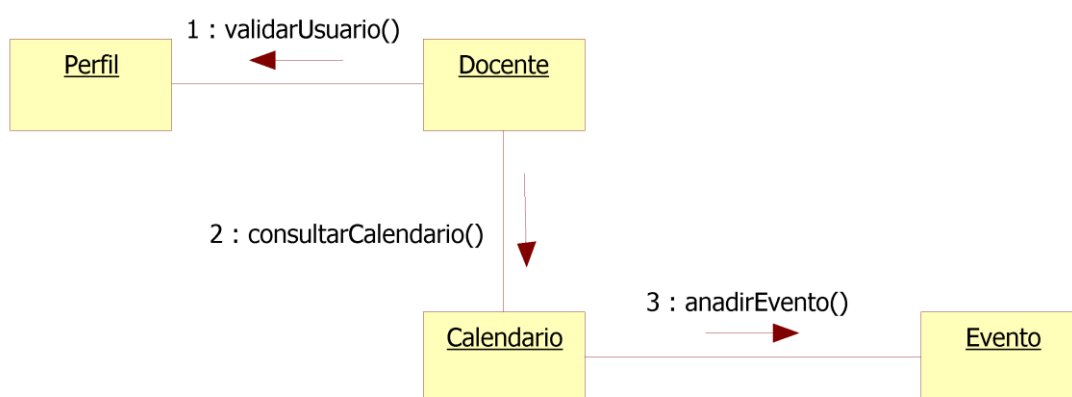 1 : validarUsuario()
Perfil
Docente
2 : consultarCalendario()
3 : anadirEvento()
Calendario
Evento